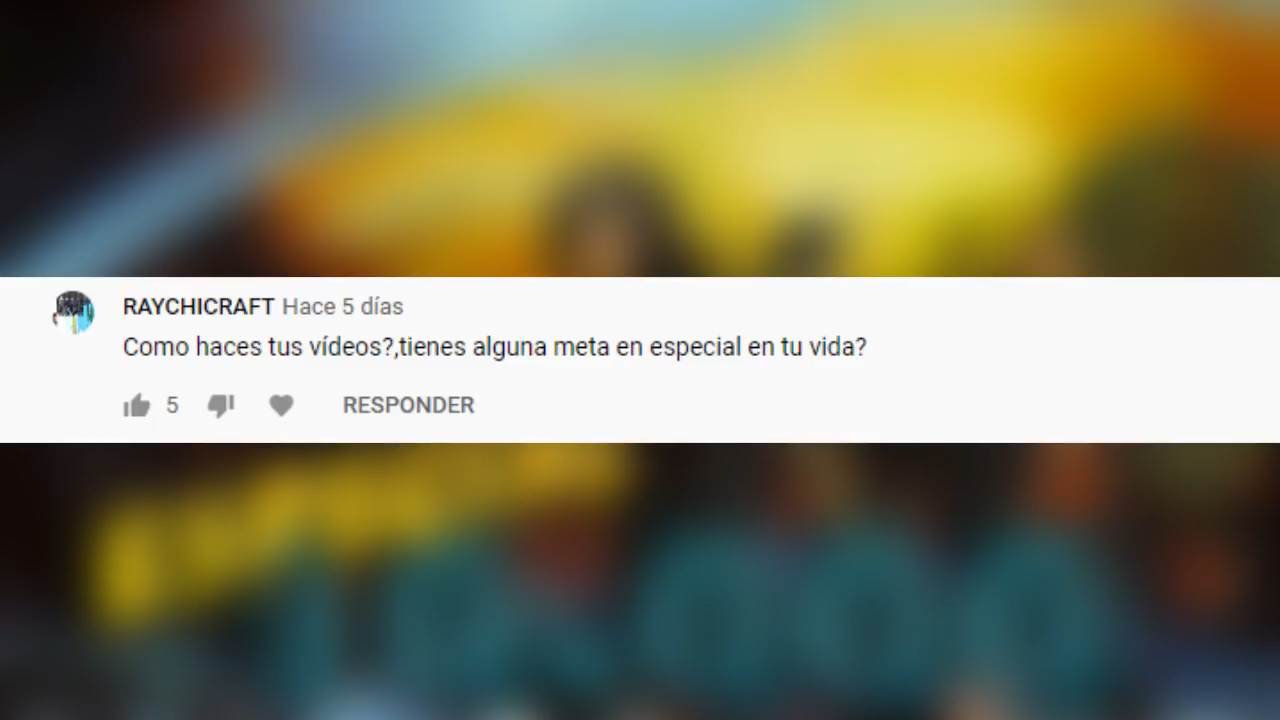 RAYCHICRAFT Hace 5 días
Como haces tus vídeos?,tienes alguna meta en especial en tu vida?
5 RESPONDER